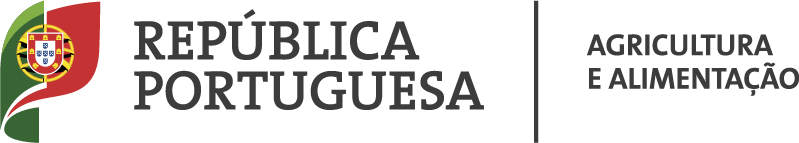 REPÚBLICA
PORTUGUESA
AGRICULTURA
E ALIMENTAÇÃO